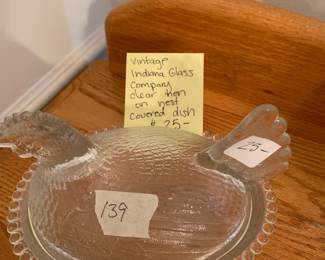 Vintage
Indiana Glass
Company
clear hen
on nest
covered dish
$ 25-
25-
139